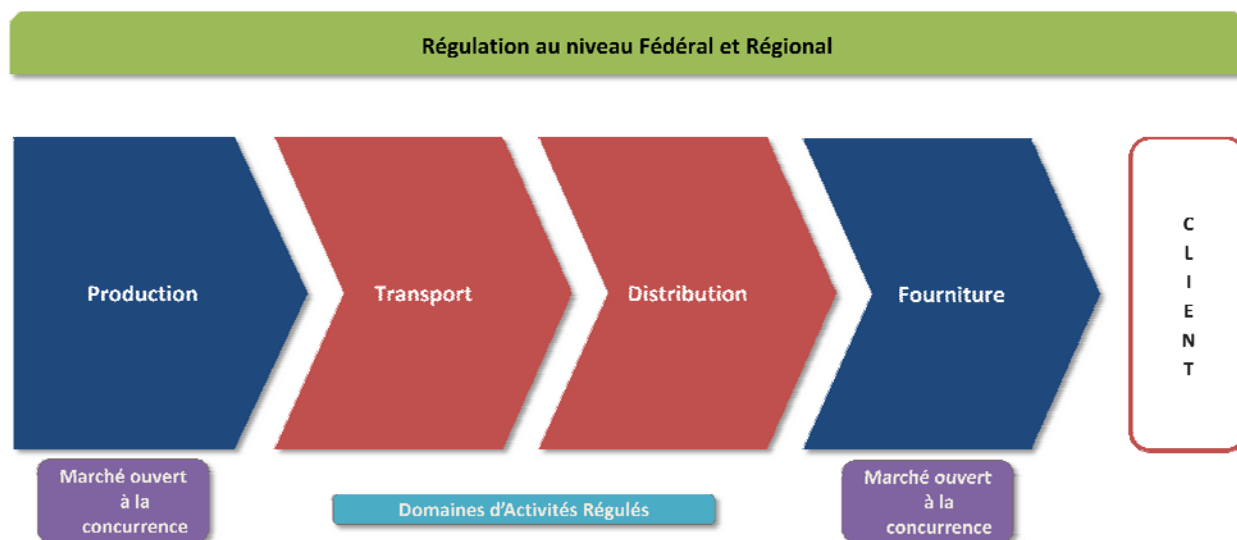 Régulation au niveau Fédéral et Régional
Production
Transport
Distribution
Fourniture
C
L
I
E
N
T
Marché ouvert
à la
concurrence
Domaines d'Activités Régulés
Marché ouvert
à la
concurrence